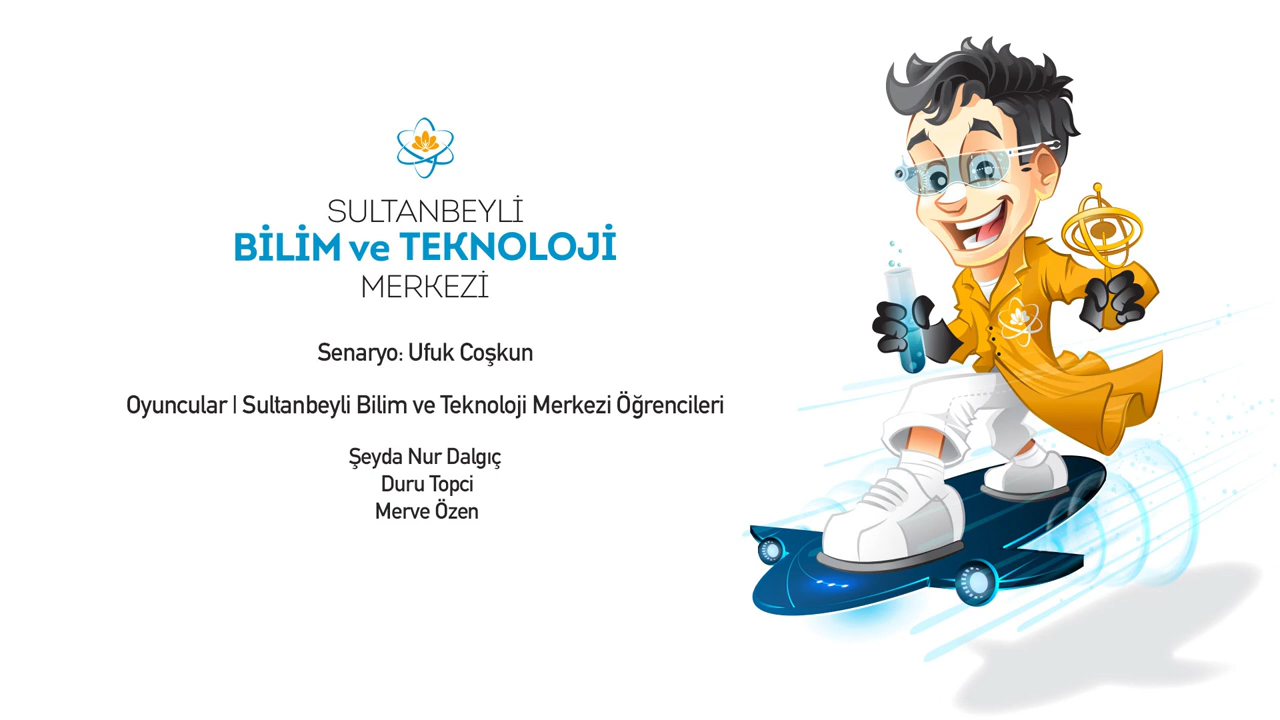 SULTANBEYLİ
BİLİM ve TEKNOLOJİ
MERKEZİ
Senaryo: Ufuk Coşkun
Oyuncular | Sultanbeyli Bilim ve Teknoloji Merkezi Öğrencileri
Şeyda Nur Dalgıç
Duru Topci
Merve Özen